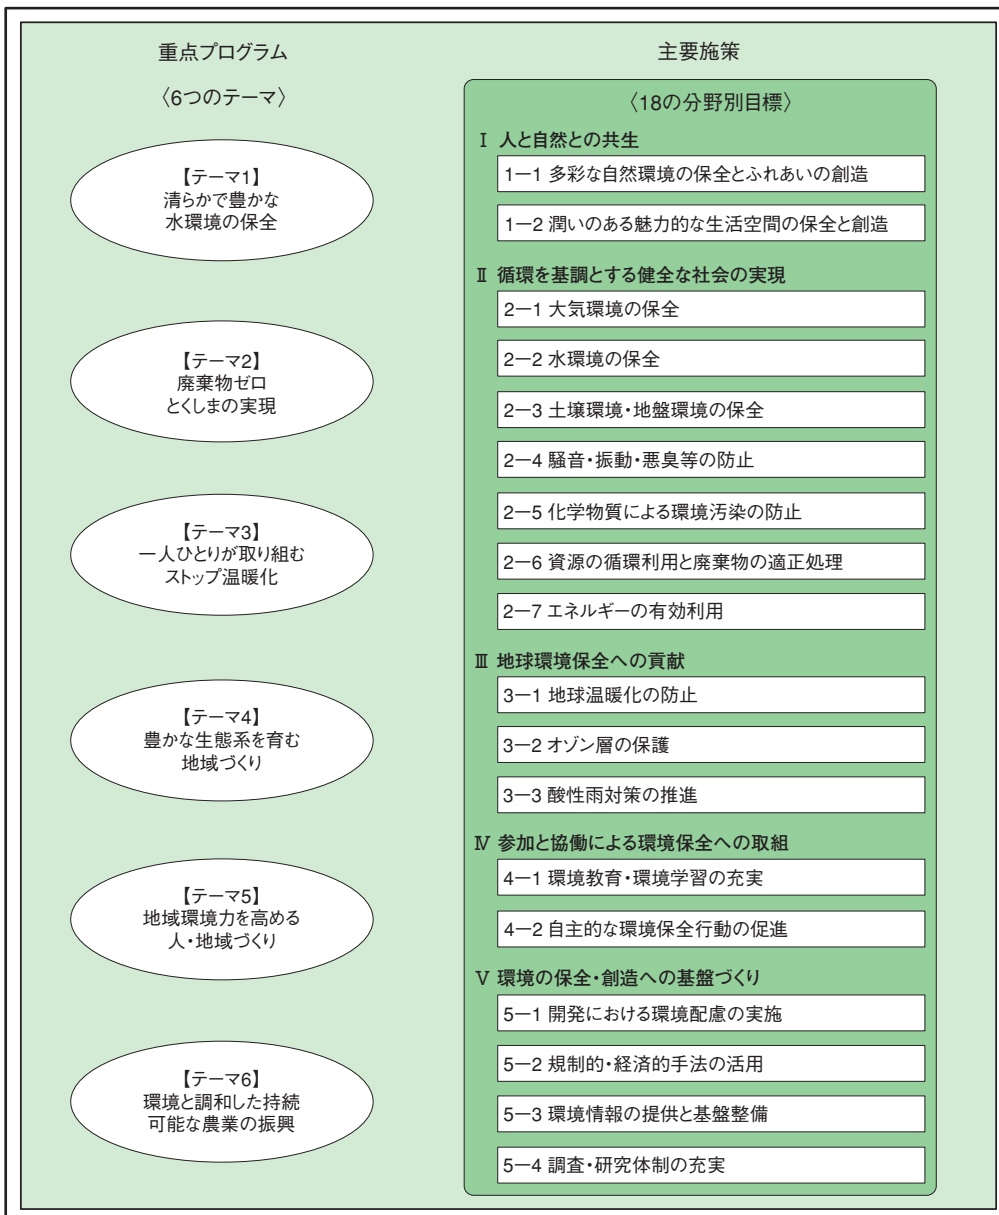 重点プログラム
〈6つのテーマ〉
【テーマ1】
清らかで豊かな
水環境の保全
【テーマ2】
廃棄物ゼロ
とくしまの実現
【テーマ3】
一人ひとりが取り組む
ストップ温暖化
【テーマ4】
豊かな生態系を育む
地域づくり
【テーマ5】
地域環境力を高める
人・地域づくり
【テーマ6】
環境と調和した持続
可能な農業の振興
主要施策
〈18の分野別目標〉
Ⅰ 人と自然との共生
1ー1 多彩な自然環境の保全とふれあいの創造
1ー2 潤いのある魅力的な生活空間の保全と創造
Ⅱ 循環を基調とする健全な社会の実現
2ー1 大気環境の保全
2ー2 水環境の保全
2ー3 土壌環境・地盤環境の保全
2ー4 騒音・振動・悪臭等の防止
2ー5 化学物質による環境汚染の防止
2ー6 資源の循環利用と廃棄物の適正処理
2ー7 エネルギーの有効利用
Ⅲ 地球環境保全への貢献
3ー1 地球温暖化の防止
3ー2 オゾン層の保護
3ー3 酸性雨対策の推進
Ⅳ 参加と協働による環境保全への取組
4ー1 環境教育・環境学習の充実
4ー2 自主的な環境保全行動の促進
Ⅴ 環境の保全・創造への基盤づくり
5ー1 開発における環境配慮の実施
5ー2 規制的・経済的手法の活用
5ー3 環境情報の提供と基盤整備
5ー4 調査・研究体制の充実